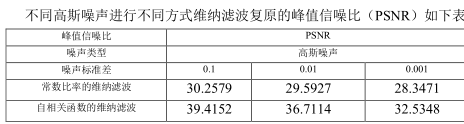 不同高斯噪声进行不同方式维纳滤波复原的峰值信噪比（PSNR）如下表
峰值信噪比 PSNR
噪声类型 高斯噪声
噪声标准差 0.1 0.01 0.001
常数比率的维纳滤波 30.2579 29.5927 28.3471
自相关函数的维纳滤波 39.4152 36.7114 32.5348